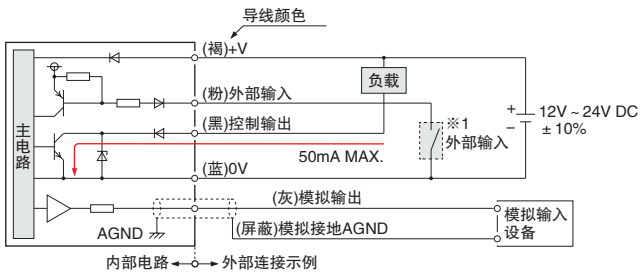 导线颜色
(褐)+V
负载
(粉)外部输入
主电路
(黑)控制输出
※1
外部输入
+
−
12V ~ 24V DC
± 10%
50mA MAX.
(蓝)0V
(灰)模拟输出
模拟输入
设备
AGND
(屏蔽)模拟接地AGND
内部电路
外部连接示例